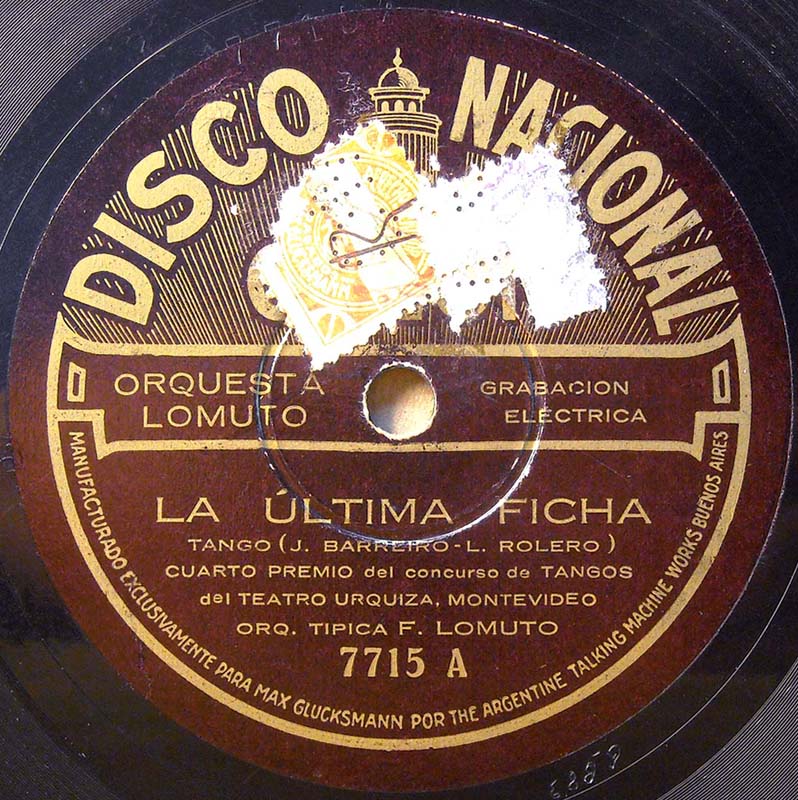 DISCO NACIONAL
ORQUESTA
LOMUTO
GRABACION
ELÉCTRICA
LA ÚLTIMA FICHA
TANGO (J. BARREIRO - L. ROLERO)
CUARTO PREMIO del concurso de TANGOS
del TEATRO URQUIZA, MONTEVIDEO
ORQ. TIPICA F. LOMUTO
7715 A
MANUFACTURADO EXCLUSIVAMENTE PARA MAX GLUCKSMANN POR THE ARGENTINE TALKING MACHINE WORKS BUENOS AIRES